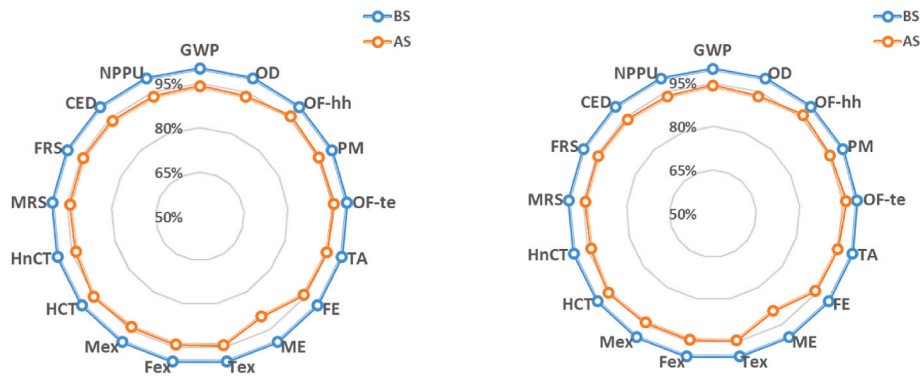 BS
AS
GWP
OD
OF-hh
PM
OF-te
TA
FE
ME
Tex
Fex
Mex
HCT
HnCT
MRS
FRS
CED
NPPU
95%
80%
65%
50%
BS
AS
GWP
OD
OF-hh
PM
OF-te
TA
FE
ME
Tex
Fex
Mex
HCT
HnCT
MRS
FRS
CED
NPPU
95%
80%
65%
50%